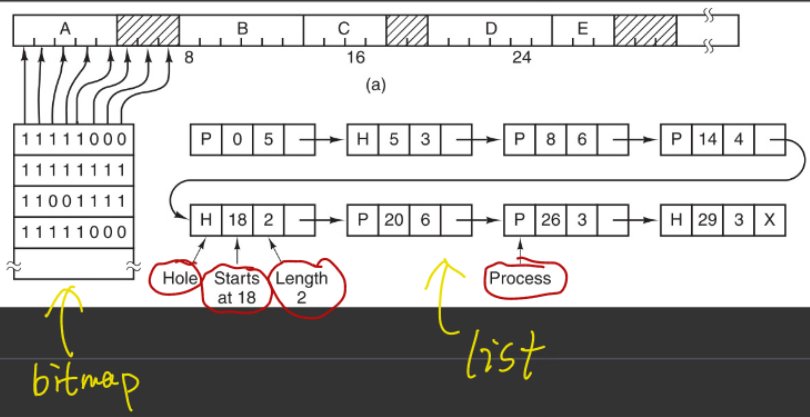 A B C D E
8 16 24
(a)
11111000
P 0 5 H 5 3 P 8 6 P 14 4
11111111
11001111
11111000
H 18 2 P 20 6 P 26 3 H 29 3 X
Hole Starts at 18 Length 2 Process
bitmap
list